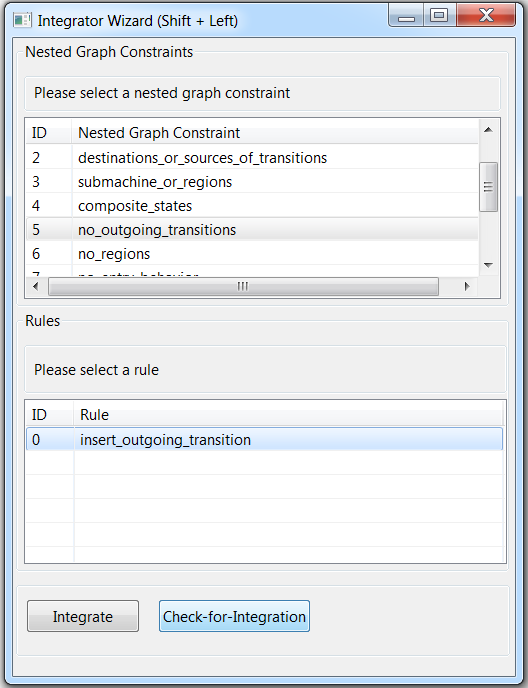 Integrator Wizard (Shift + Left)
Nested Graph Constraints
Please select a nested graph constraint
ID Nested Graph Constraint
2 destinations_or_sources_of_transitions
3 submachine_or_regions
4 composite_states
5 no_outgoing_transitions
6 no_regions
7 no_entry_behavior
Rules
Please select a rule
ID Rule
0 insert_outgoing_transition
Integrate Check-for-Integration